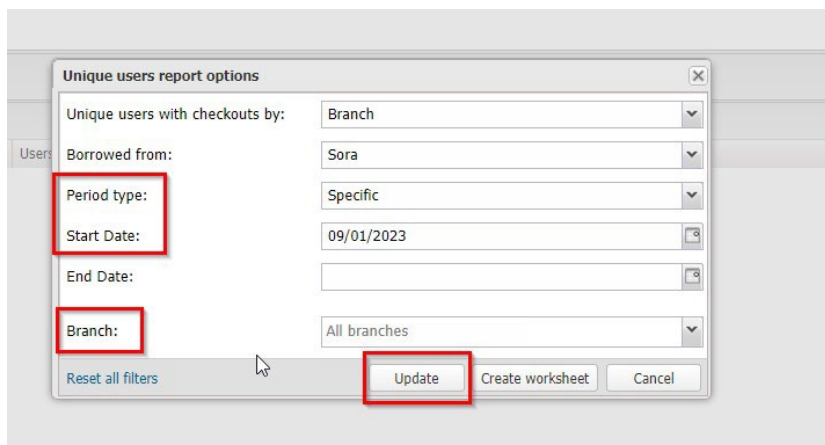 Unique users report options
Unique users with checkouts by: Branch
Users Borrowed from: Sora
Period type: Specific
Start Date: 09/01/2023
End Date:
Branch: All branches
Reset all filters Update Create worksheet Cancel